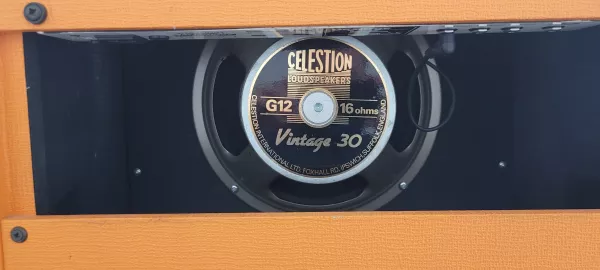 CELESTION
LOUDSPEAKERS
G12 16 ohms
Vintage 30
CELESTION INTERNATIONAL LTD. FOXHALL RD. IPSWICH SUFFOLK ENGLAND